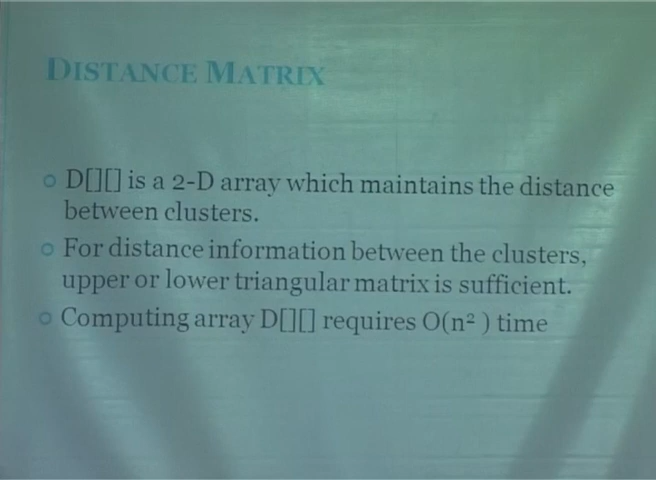 DISTANCE MATRIX
D[][] is a 2-D array which maintains the distance
between clusters.
For distance information between the clusters,
upper or lower triangular matrix is sufficient.
Computing array D[][] requires O(n²) time